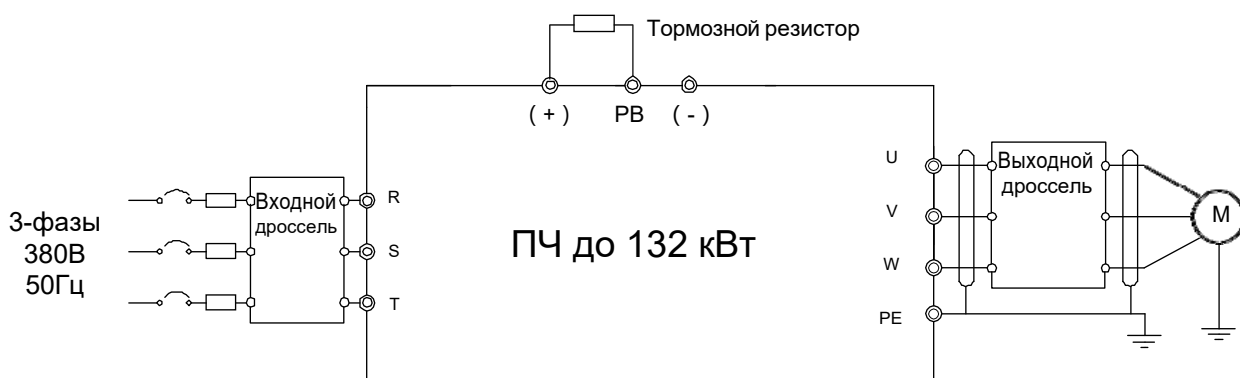 Тормозной резистор
( + ) PB ( - )
3-фазы
380В
50Гц
Входной
дроссель
R
S
T
ПЧ до 132 кВт
U
V
W
PE
Выходной
дроссель
M